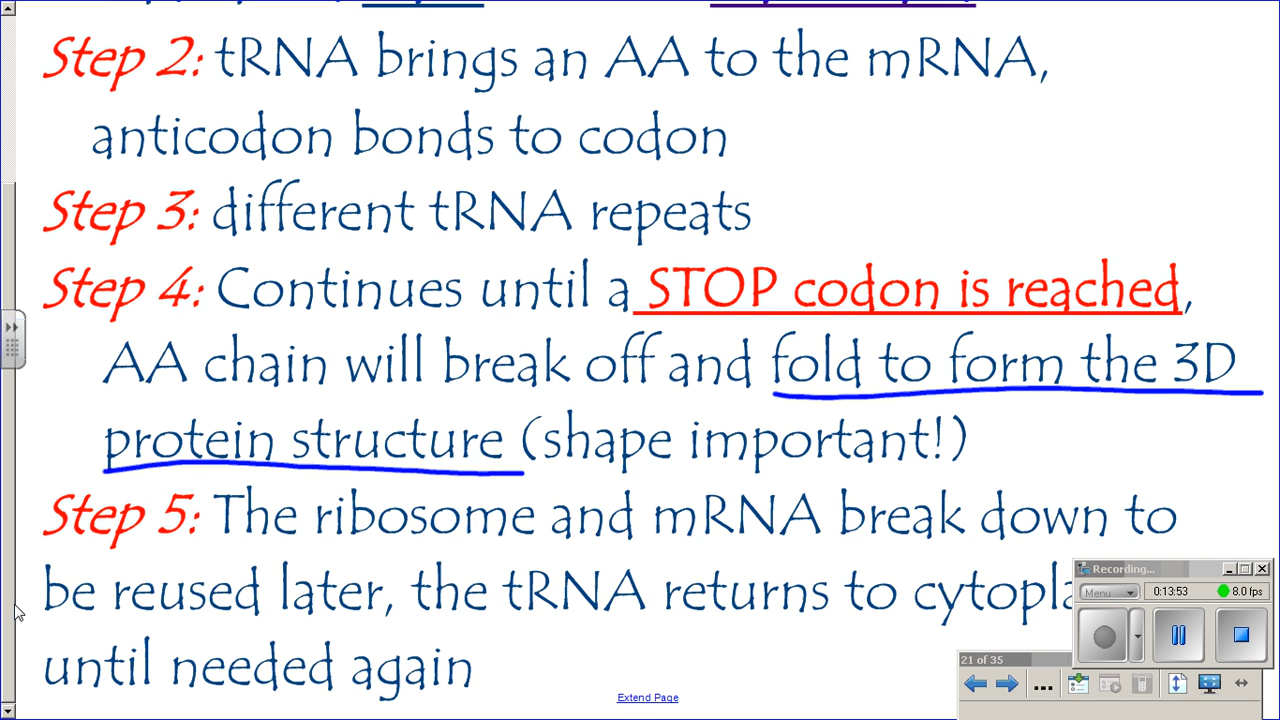 Step 2: tRNA brings an AA to the mRNA,
anticodon bonds to codon
Step 3: different tRNA repeats
Step 4: Continues until a STOP codon is reached,
AA chain will break off and fold to form the 3D
protein structure (shape important!)
Step 5: The ribosome and mRNA break down to
be reused later, the tRNA returns to
until needed again
Extend Page
Recording...
Menu
0:13:53
8.0 fps
21 of 35
...